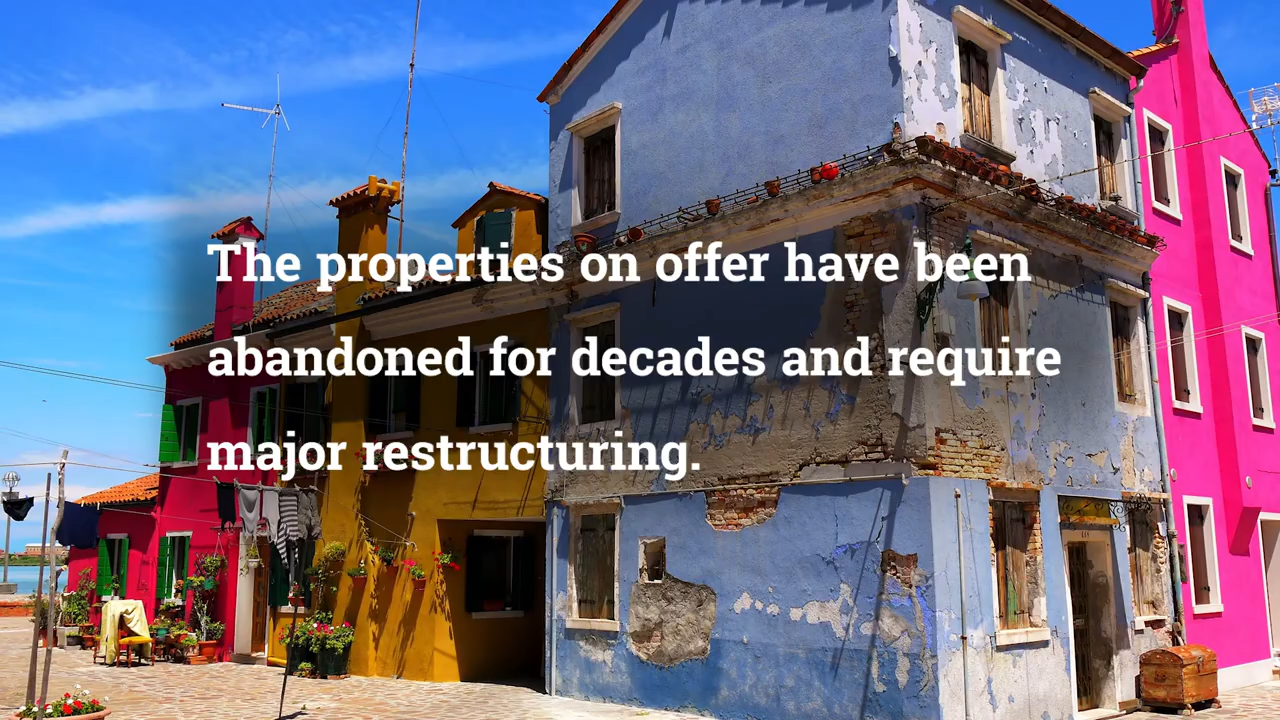 The properties on offer have been
abandoned for decades and require
major restructuring.